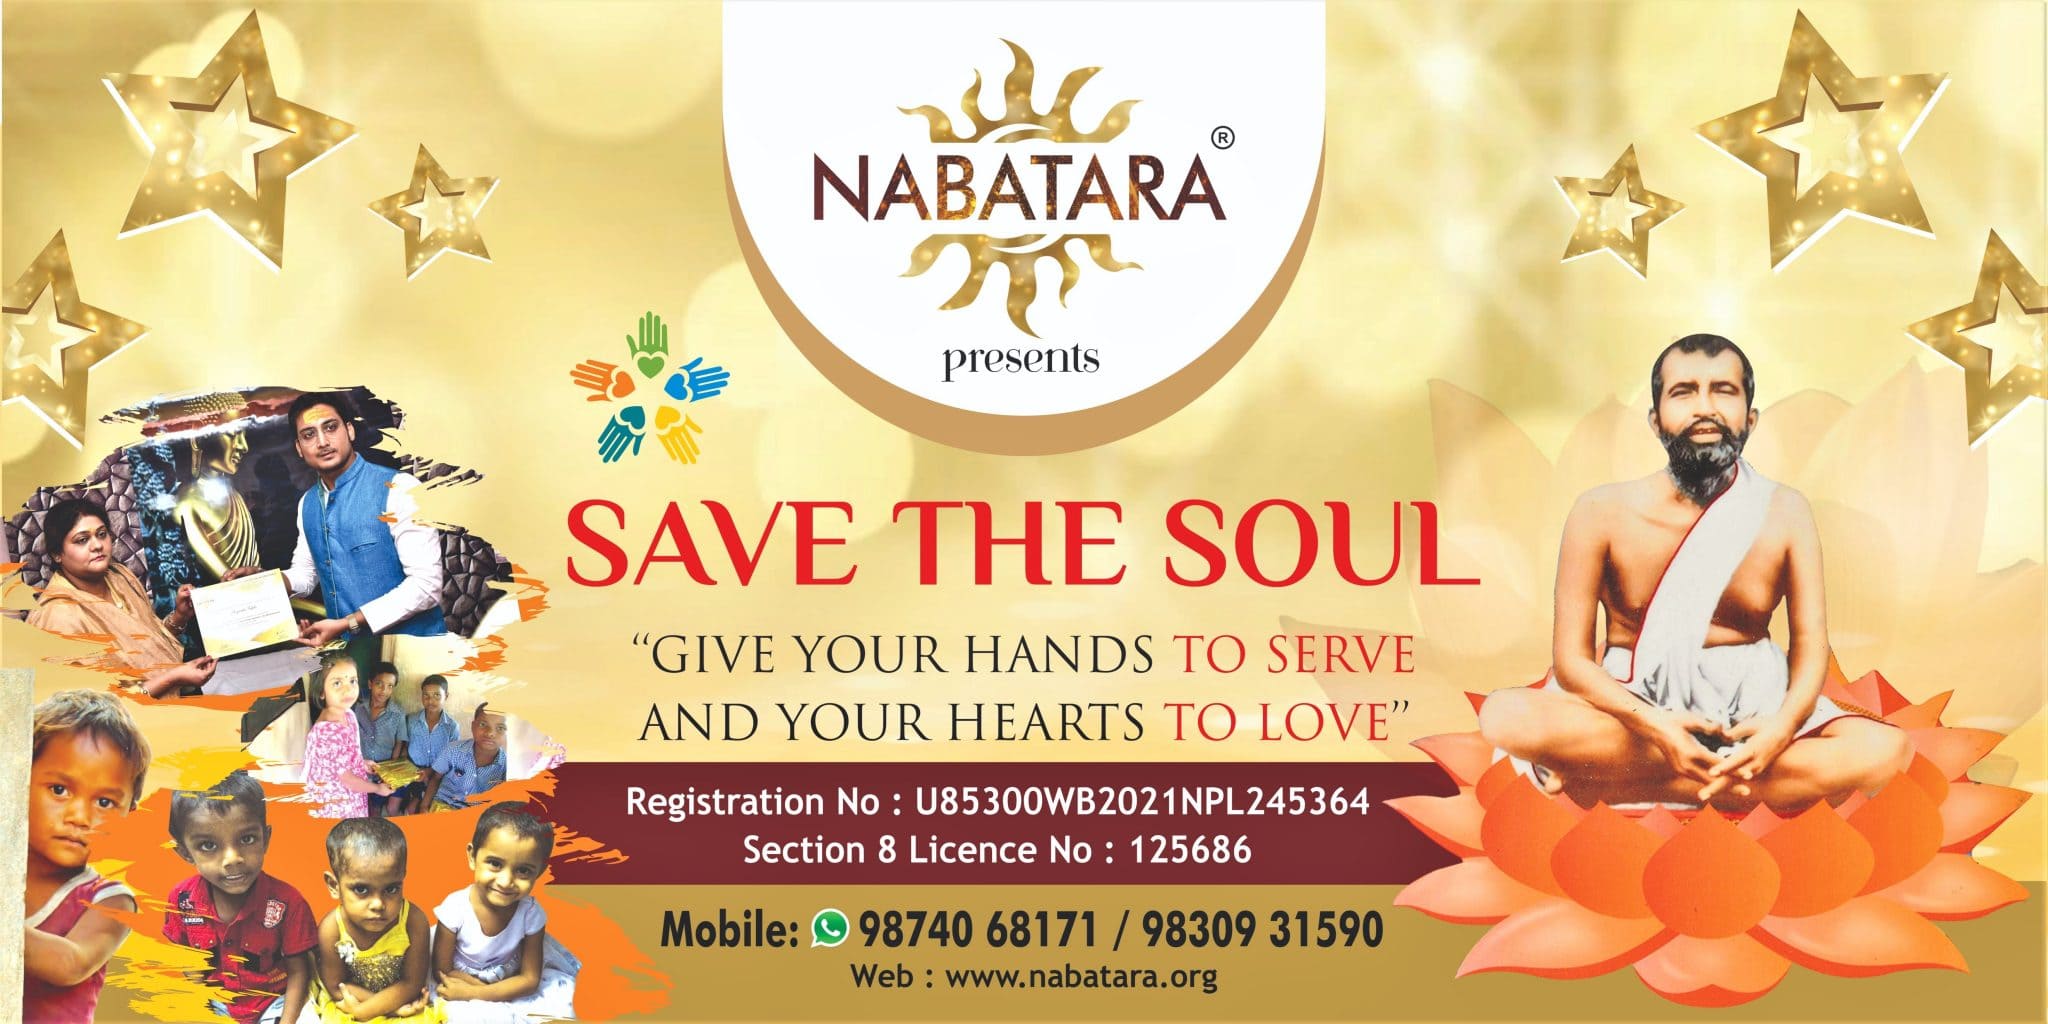 NABATARA®
presents
SAVE THE SOUL
“GIVE YOUR HANDS TO SERVE
AND YOUR HEARTS TO LOVE”
Registration No : U85300WB2021NPL245364
Section 8 Licence No : 125686
Mobile: 98740 68171 / 98309 31590
Web : www.nabatara.org